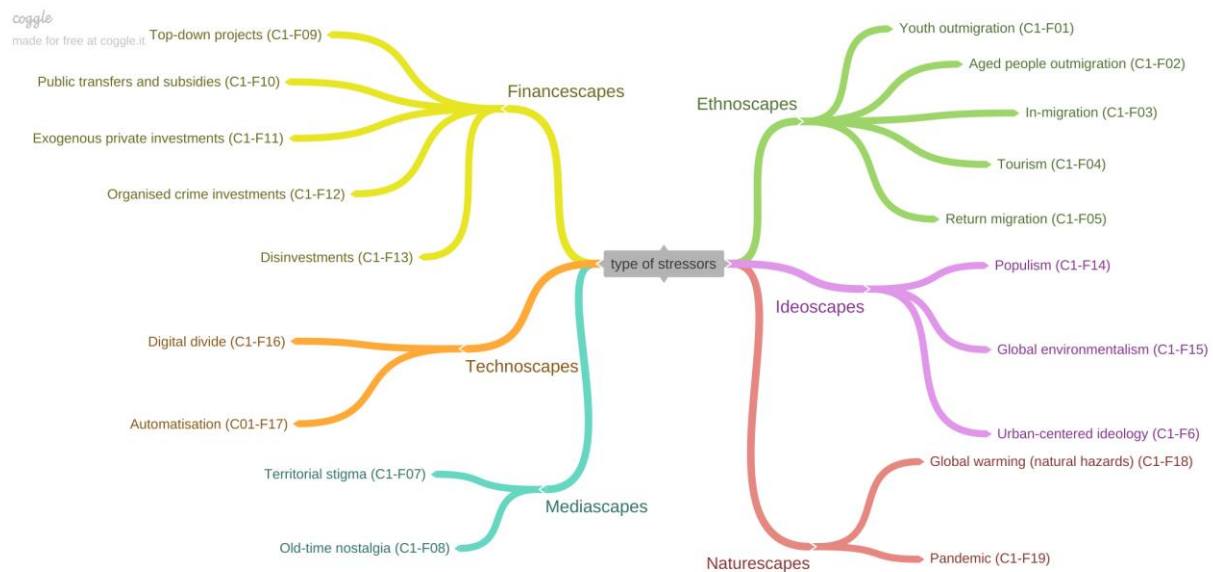 coggle
made for free at coggle.it
Top-down projects (C1-F09)
Public transfers and subsidies (C1-F10)
Exogenous private investments (C1-F11)
Organised crime investments (C1-F12)
Disinvestments (C1-F13)
Financescapes
Digital divide (C1-F16)
Automatisation (C01-F17)
Technoscapes
Territorial stigma (C1-F07)
Old-time nostalgia (C1-F08)
Mediascapes
type of stressors
Ethnoscapes
Youth outmigration (C1-F01)
Aged people outmigration (C1-F02)
In-migration (C1-F03)
Tourism (C1-F04)
Return migration (C1-F05)
Ideoscapes
Populism (C1-F14)
Global environmentalism (C1-F15)
Urban-centered ideology (C1-F6)
Naturescapes
Global warming (natural hazards) (C1-F18)
Pandemic (C1-F19)